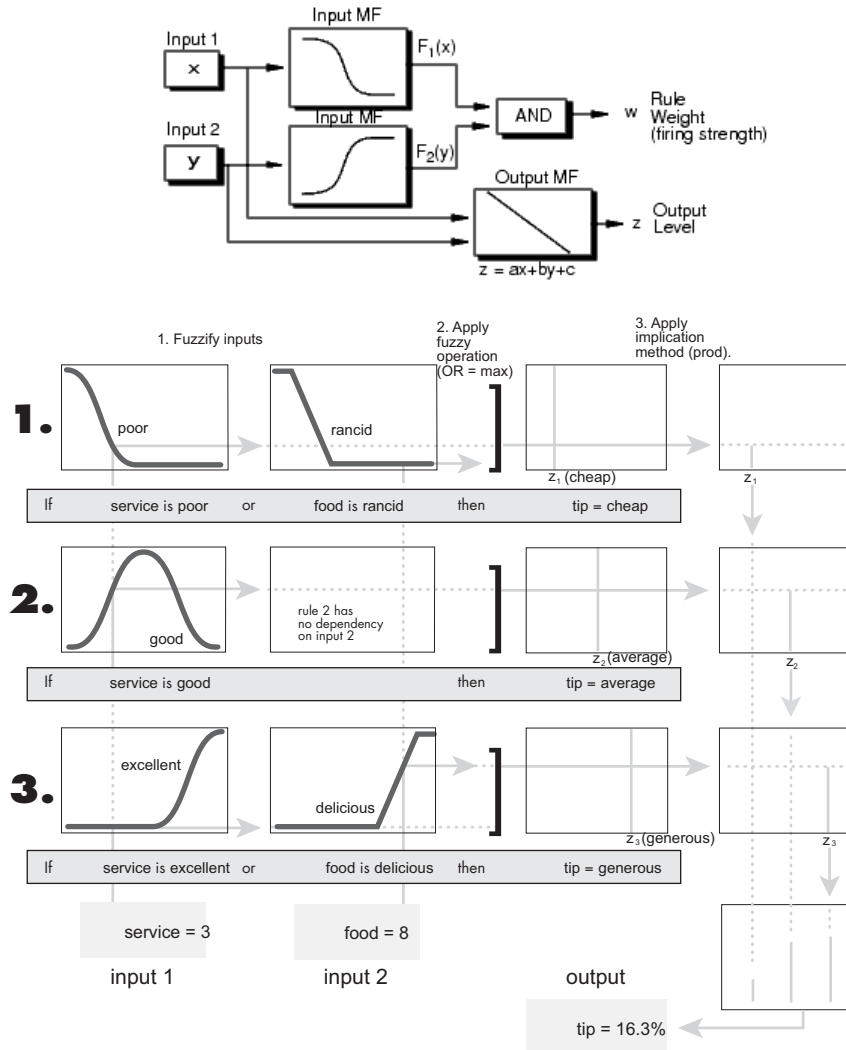 Input MF
Input 1
x
F1(x)
Input MF
Input 2
y
F2(y)
AND
w
Rule
Weight
(firing strength)
Output MF
z
Output
Level
z = ax+by+c
1. Fuzzify inputs
2. Apply
fuzzy
operation
(OR = max)
3. Apply
implication
method (prod).
1.
poor
rancid
z1 (cheap)
z1
If service is poor or food is rancid then tip = cheap
2.
good
rule 2 has
no dependency
on input 2
z2 (average)
z2
If service is good then tip = average
3.
excellent
delicious
z3 (generous)
z3
If service is excellent or food is delicious then tip = generous
service = 3
food = 8
input 1
input 2
output
tip = 16.3%